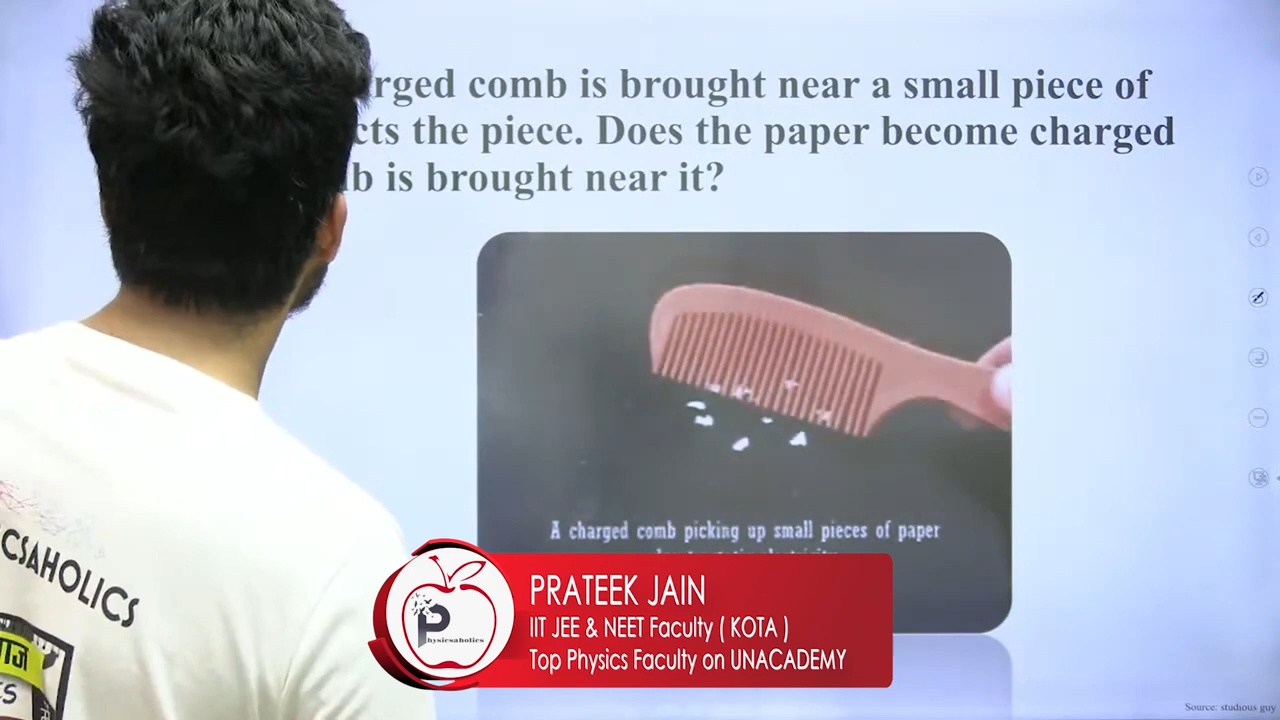 rged comb is brought near a small piece of
cts the piece. Does the paper become charged
b is brought near it?
A charged comb picking up small pieces of paper
CSAHOLICS
Physicsaholics
PRATEEK JAIN
IIT JEE & NEET Faculty ( KOTA )
Top Physics Faculty on UNACADEMY
Source: studious guy